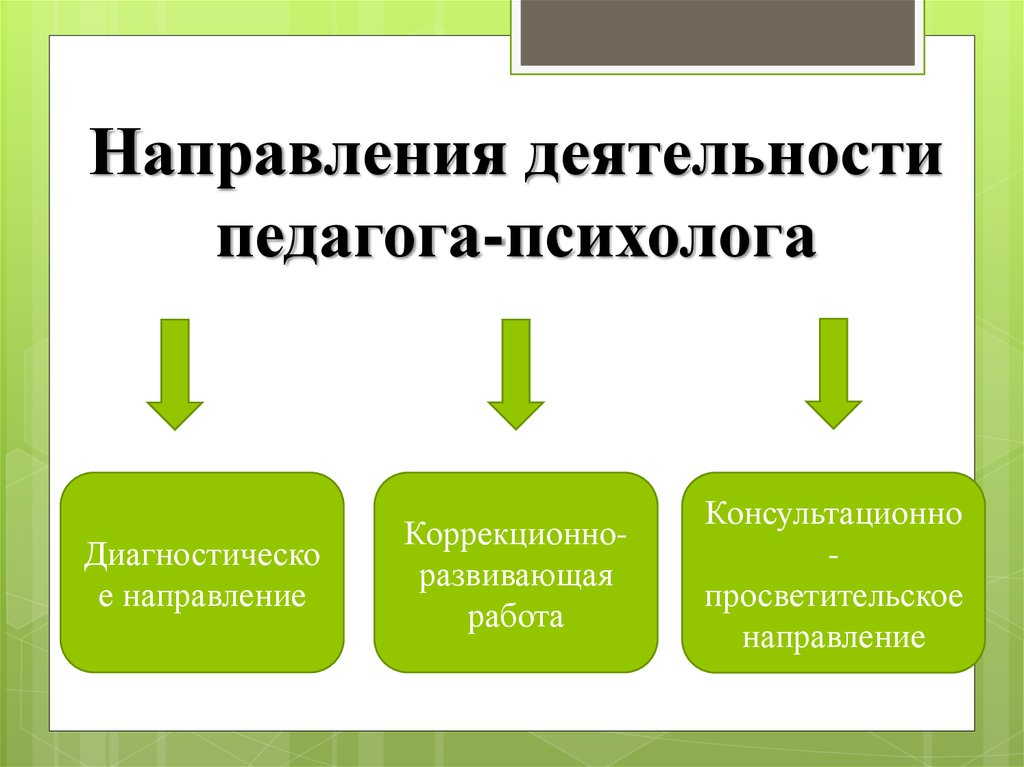 Направления деятельности
педагога-психолога
Диагностическо
е направление
Коррекционно-
развивающая
работа
Консультационно
-
просветительское
направление